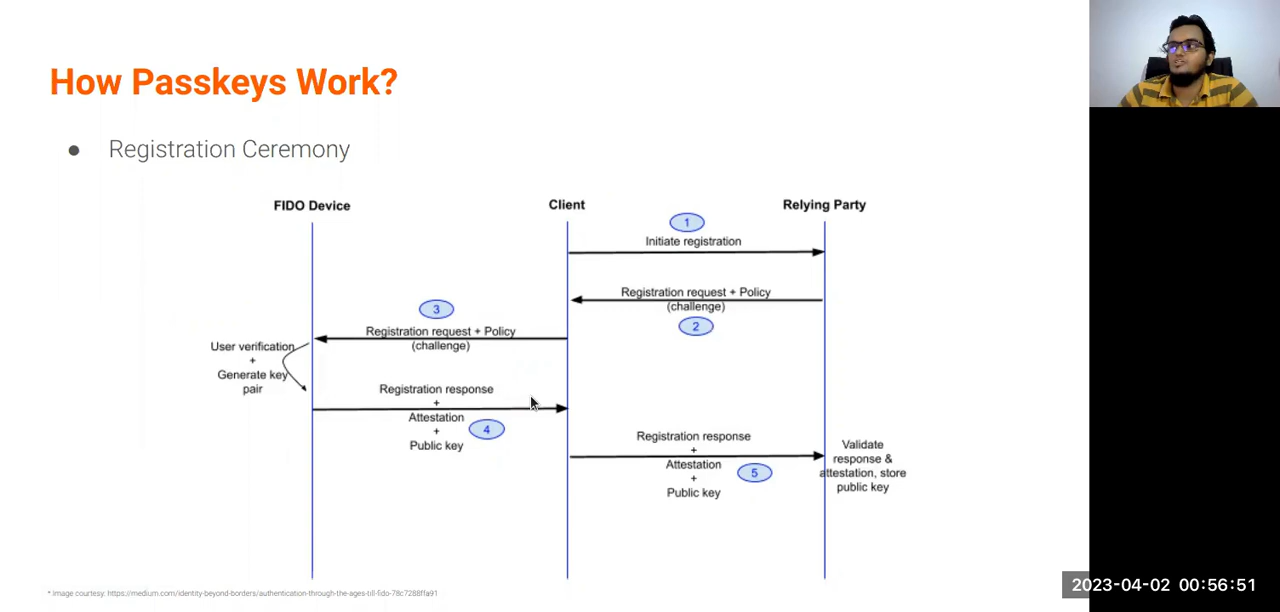 How Passkeys Work?
● Registration Ceremony
FIDO Device
Client
Relying Party
1
Initiate registration
Registration request + Policy
(challenge)
2
3
Registration request + Policy
(challenge)
User verification
+
Generate key
pair
Registration response
+
Attestation
+
Public key
4
Registration response
+
Attestation
+
Public key
5
Validate
response &
attestation, store
public key
* Image courtesy: https://medium.com/identity-beyond-borders/authentication-through-the-ages-till-fido-78c7288ffa91
2023-04-02 00:56:51